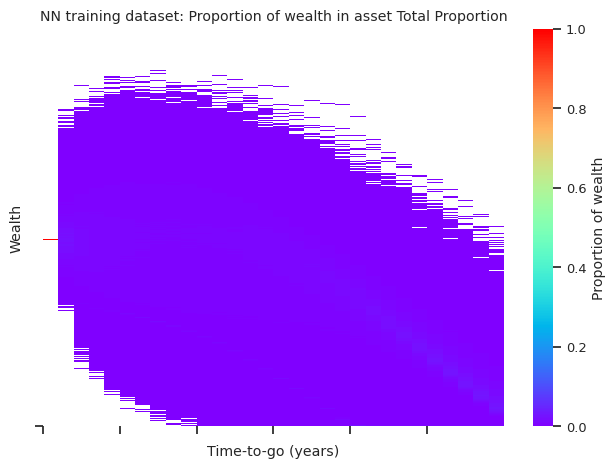 NN training dataset: Proportion of wealth in asset Total Proportion
Wealth
Time-to-go (years)
1.0
0.8
0.6
0.4
0.2
0.0
Proportion of wealth